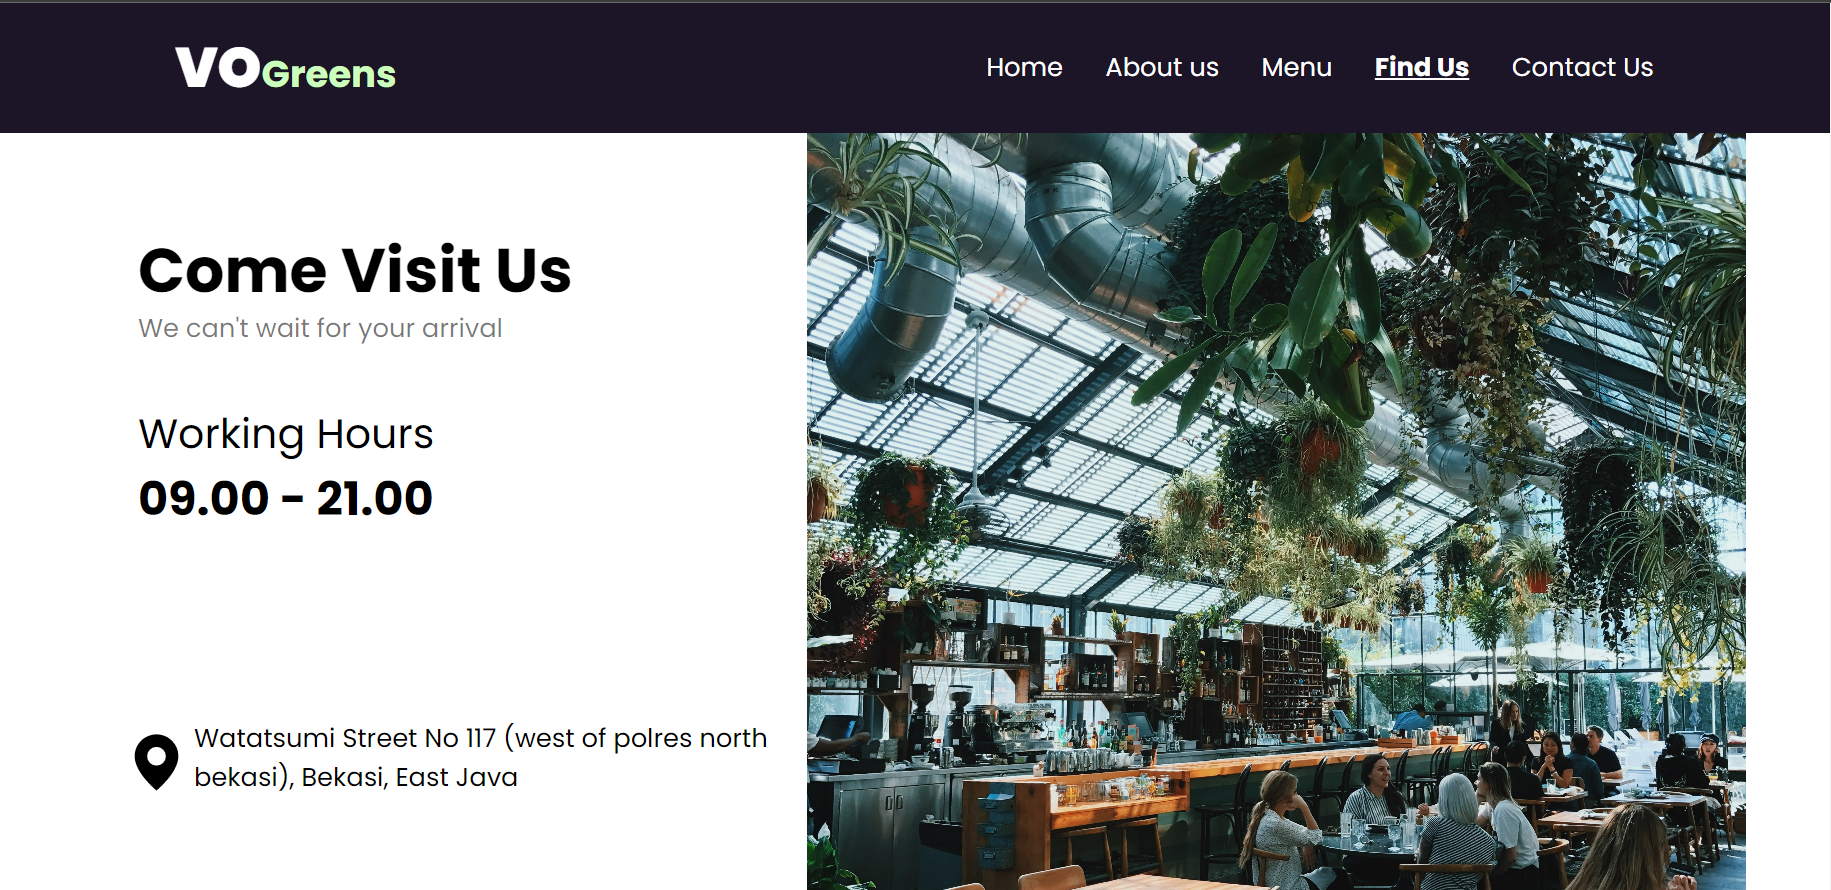 VOGreens
Home About us Menu Find Us Contact Us
Come Visit Us
We can't wait for your arrival
Working Hours
09.00 - 21.00
Watatsumi Street No 117 (west of polres north
bekasi), Bekasi, East Java